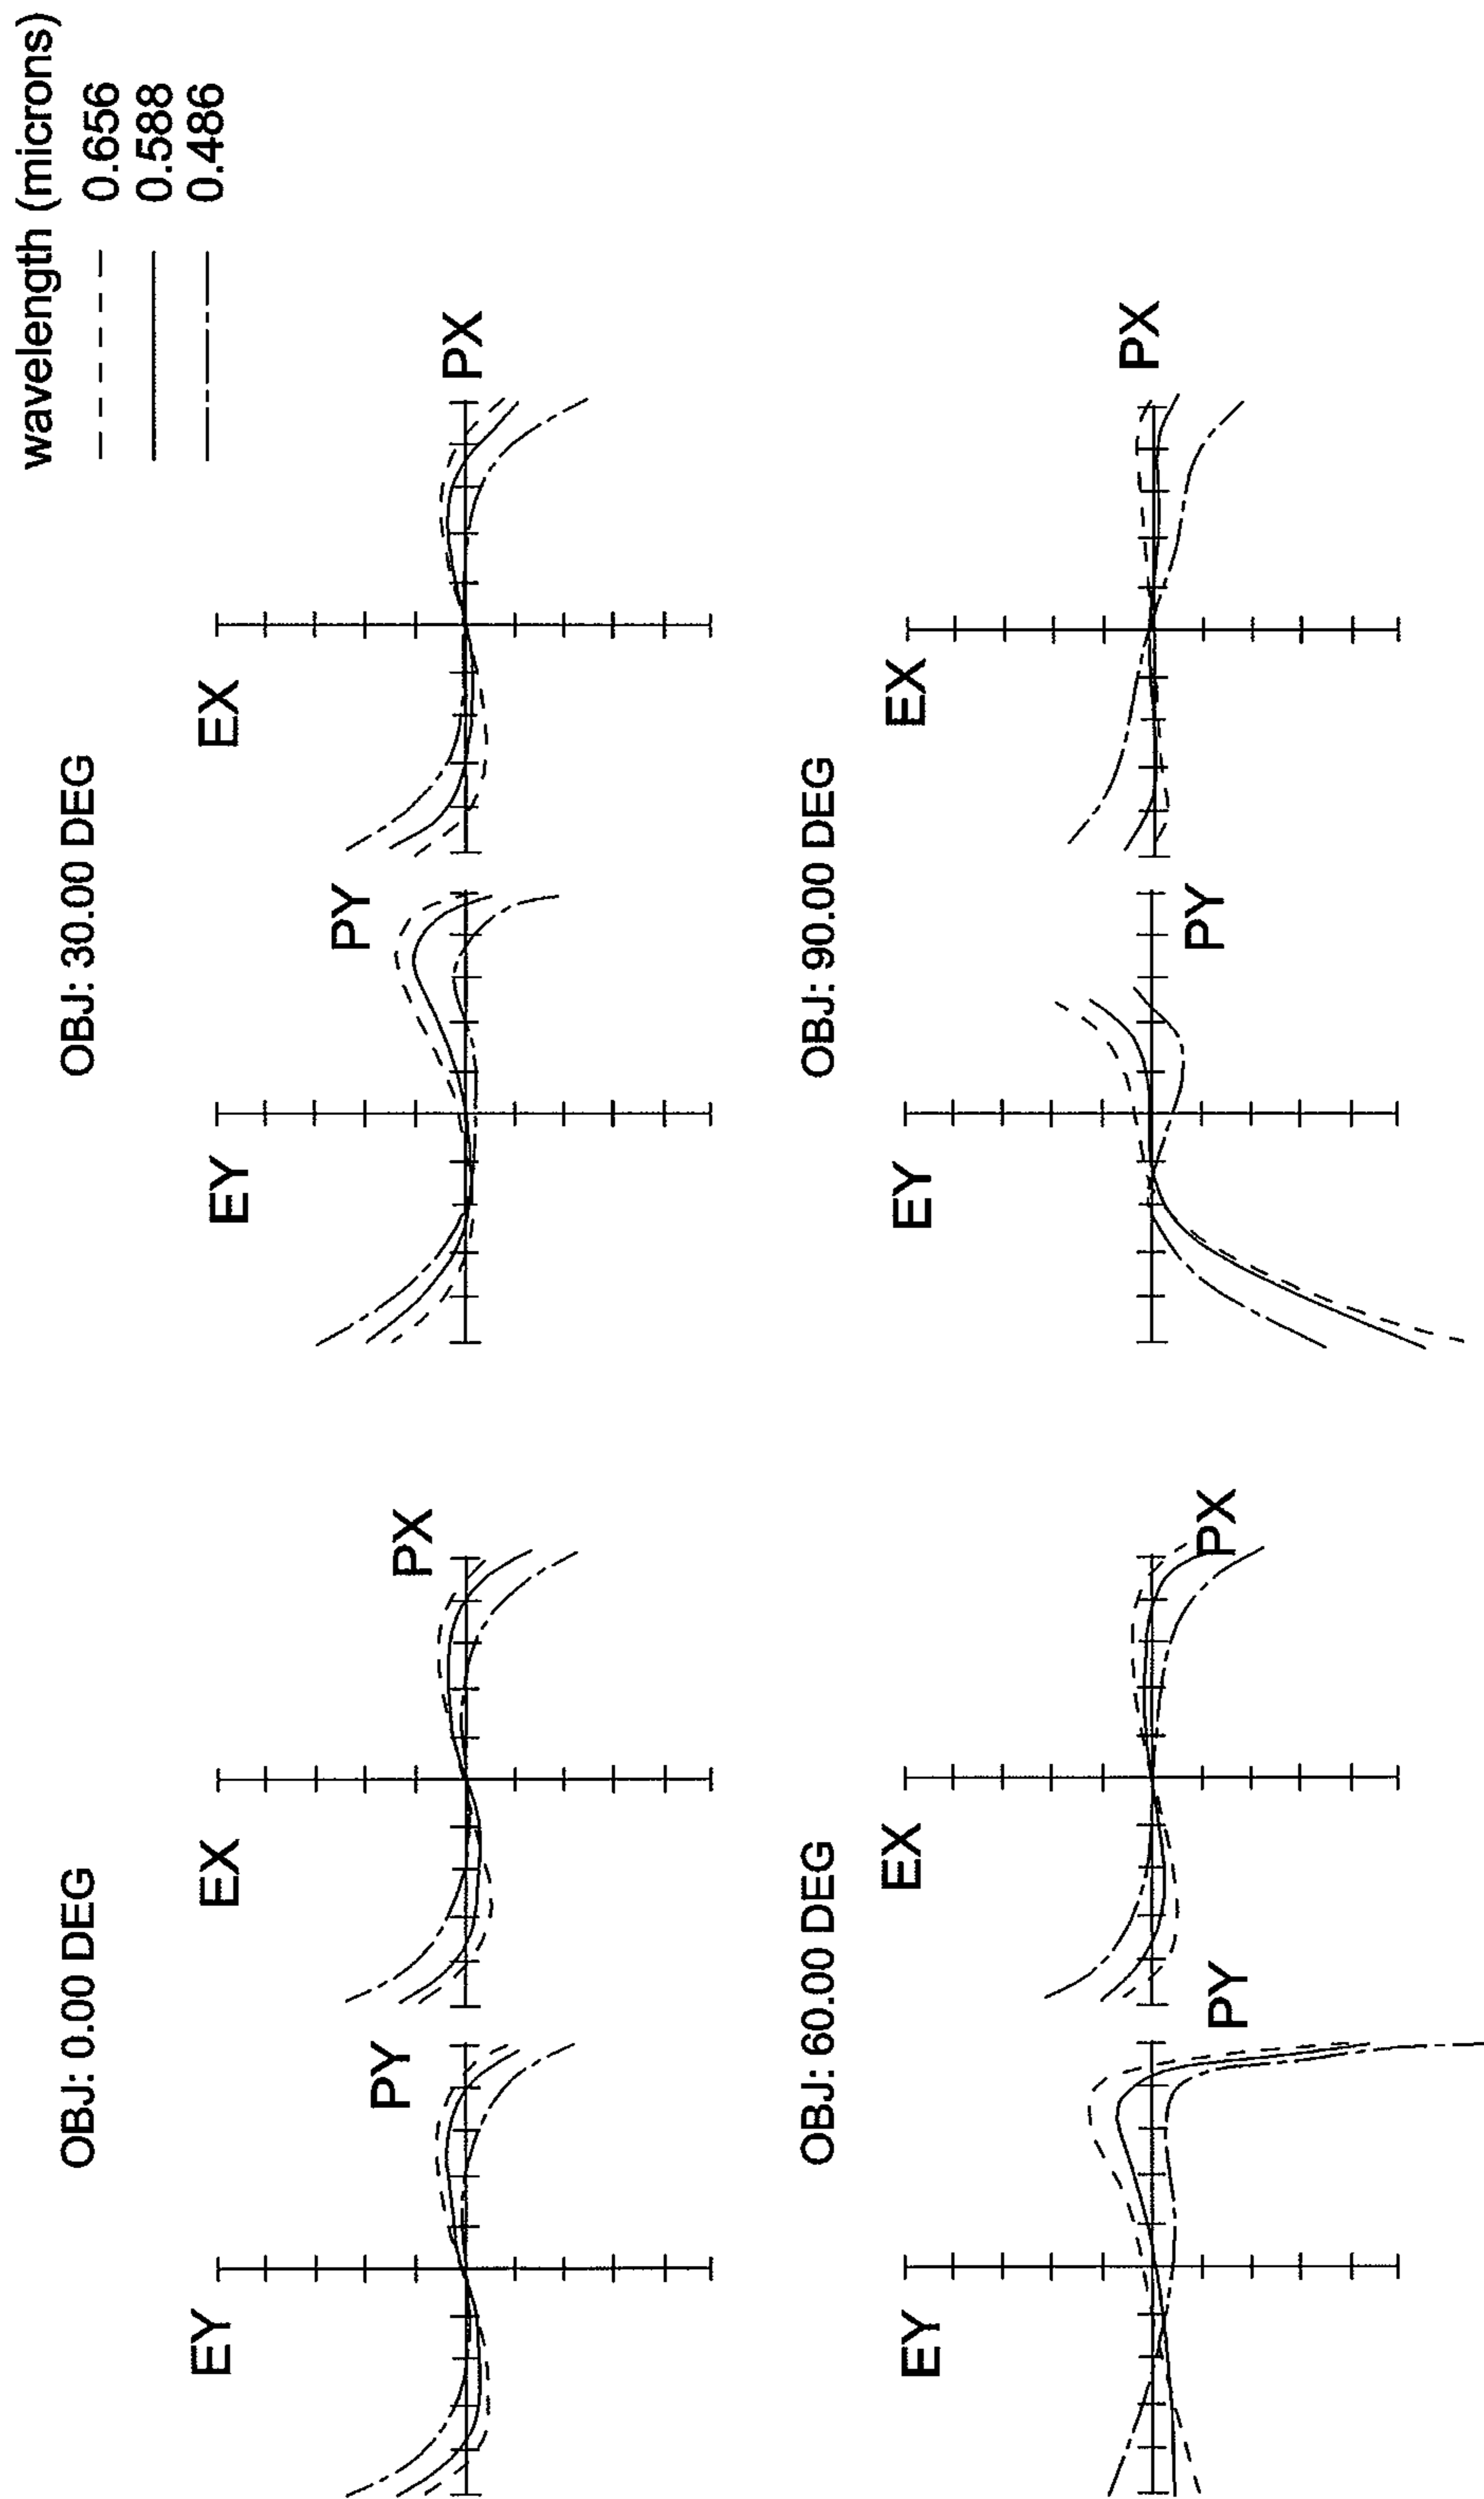 wavelength (microns)
0.656
0.588
0.486
OBJ: 0.00 DEG
EY
PY
EX
PX
OBJ: 30.00 DEG
EY
PY
EX
PX
OBJ: 60.00 DEG
EY
PY
EX
PX
OBJ: 90.00 DEG
EY
PY
EX
PX